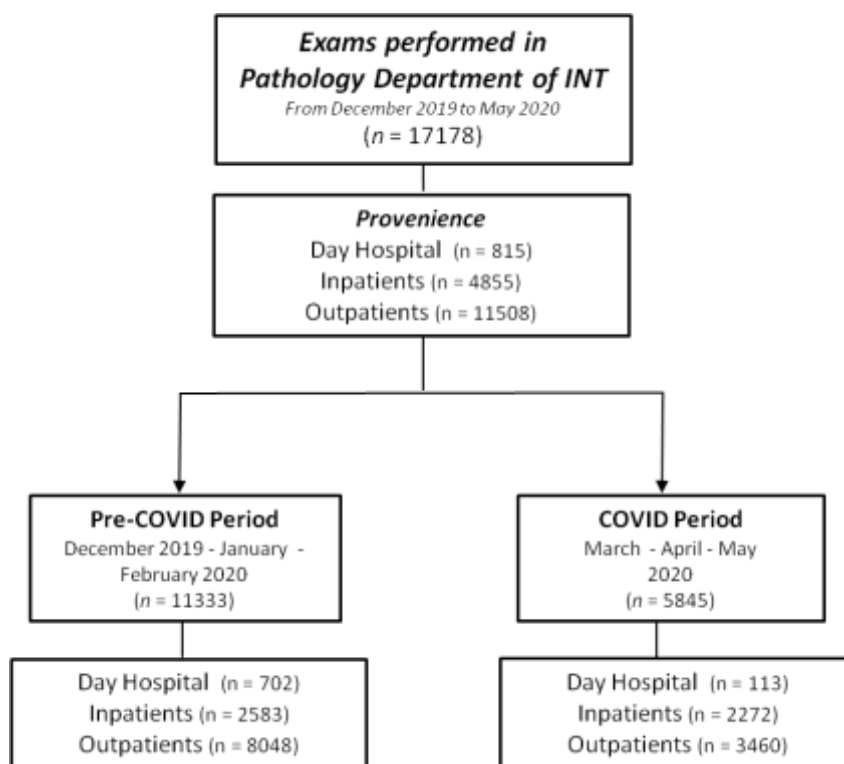 Exams performed in
Pathology Department of INT
From December 2019 to May 2020
(n = 17178)
Provenience
Day Hospital (n = 815)
Inpatients (n = 4855)
Outpatients (n = 11508)
Pre-COVID Period
December 2019 - January -
February 2020
(n = 11333)
COVID Period
March - April - May
2020
(n = 5845)
Day Hospital (n = 702)
Inpatients (n = 2583)
Outpatients (n = 8048)
Day Hospital (n = 113)
Inpatients (n = 2272)
Outpatients (n = 3460)